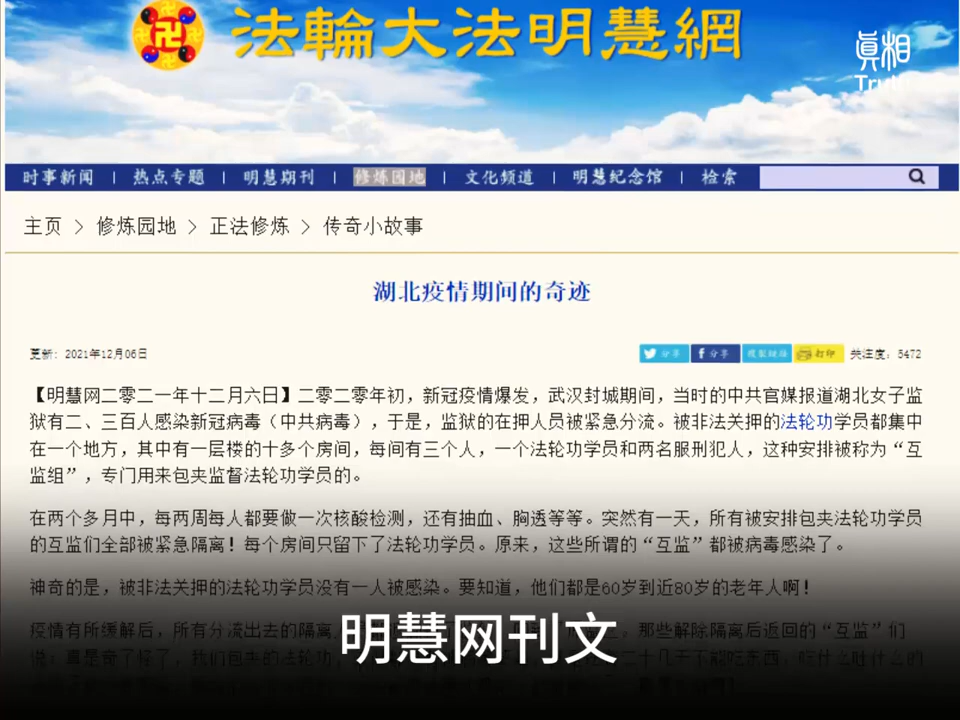 法輪大法明慧網
真相
Truth
时事新闻 | 热点专题 | 明慧期刊 | 修炼园地 | 文化频道 | 明慧纪念馆 | 检索
主页 > 修炼园地 > 正法修炼 > 传奇小故事
湖北疫情期间的奇迹
更新: 2021年12月06日
分享 分享 复制链接 打印 关注度: 5472
【明慧网二零二一年十二月六日】二零二零年初，新冠疫情爆发，武汉封城期间，当时的中共官媒报道湖北女子监
狱有二、三百人感染新冠病毒（中共病毒），于是，监狱的在押人员被紧急分流。被非法关押的法轮功学员都集中
在一个地方，其中有一层楼的十多个房间，每间有三个人，一个法轮功学员和两名服刑犯人，这种安排被称为“互
监组”，专门用来包夹监督法轮功学员的。
在两个多月中，每两周每人都要做一次核酸检测，还有抽血、胸透等等。突然有一天，所有被安排包夹法轮功学员
的互监们全部被紧急隔离！每个房间只留下了法轮功学员。原来，这些所谓的“互监”都被病毒感染了。
神奇的是，被非法关押的法轮功学员没有一人被感染。要知道，他们都是60岁到近80岁的老年人啊！
疫情有所缓解后，所有分流出去的隔离 那些解除隔离后返回的“互监”们
明慧网刊文